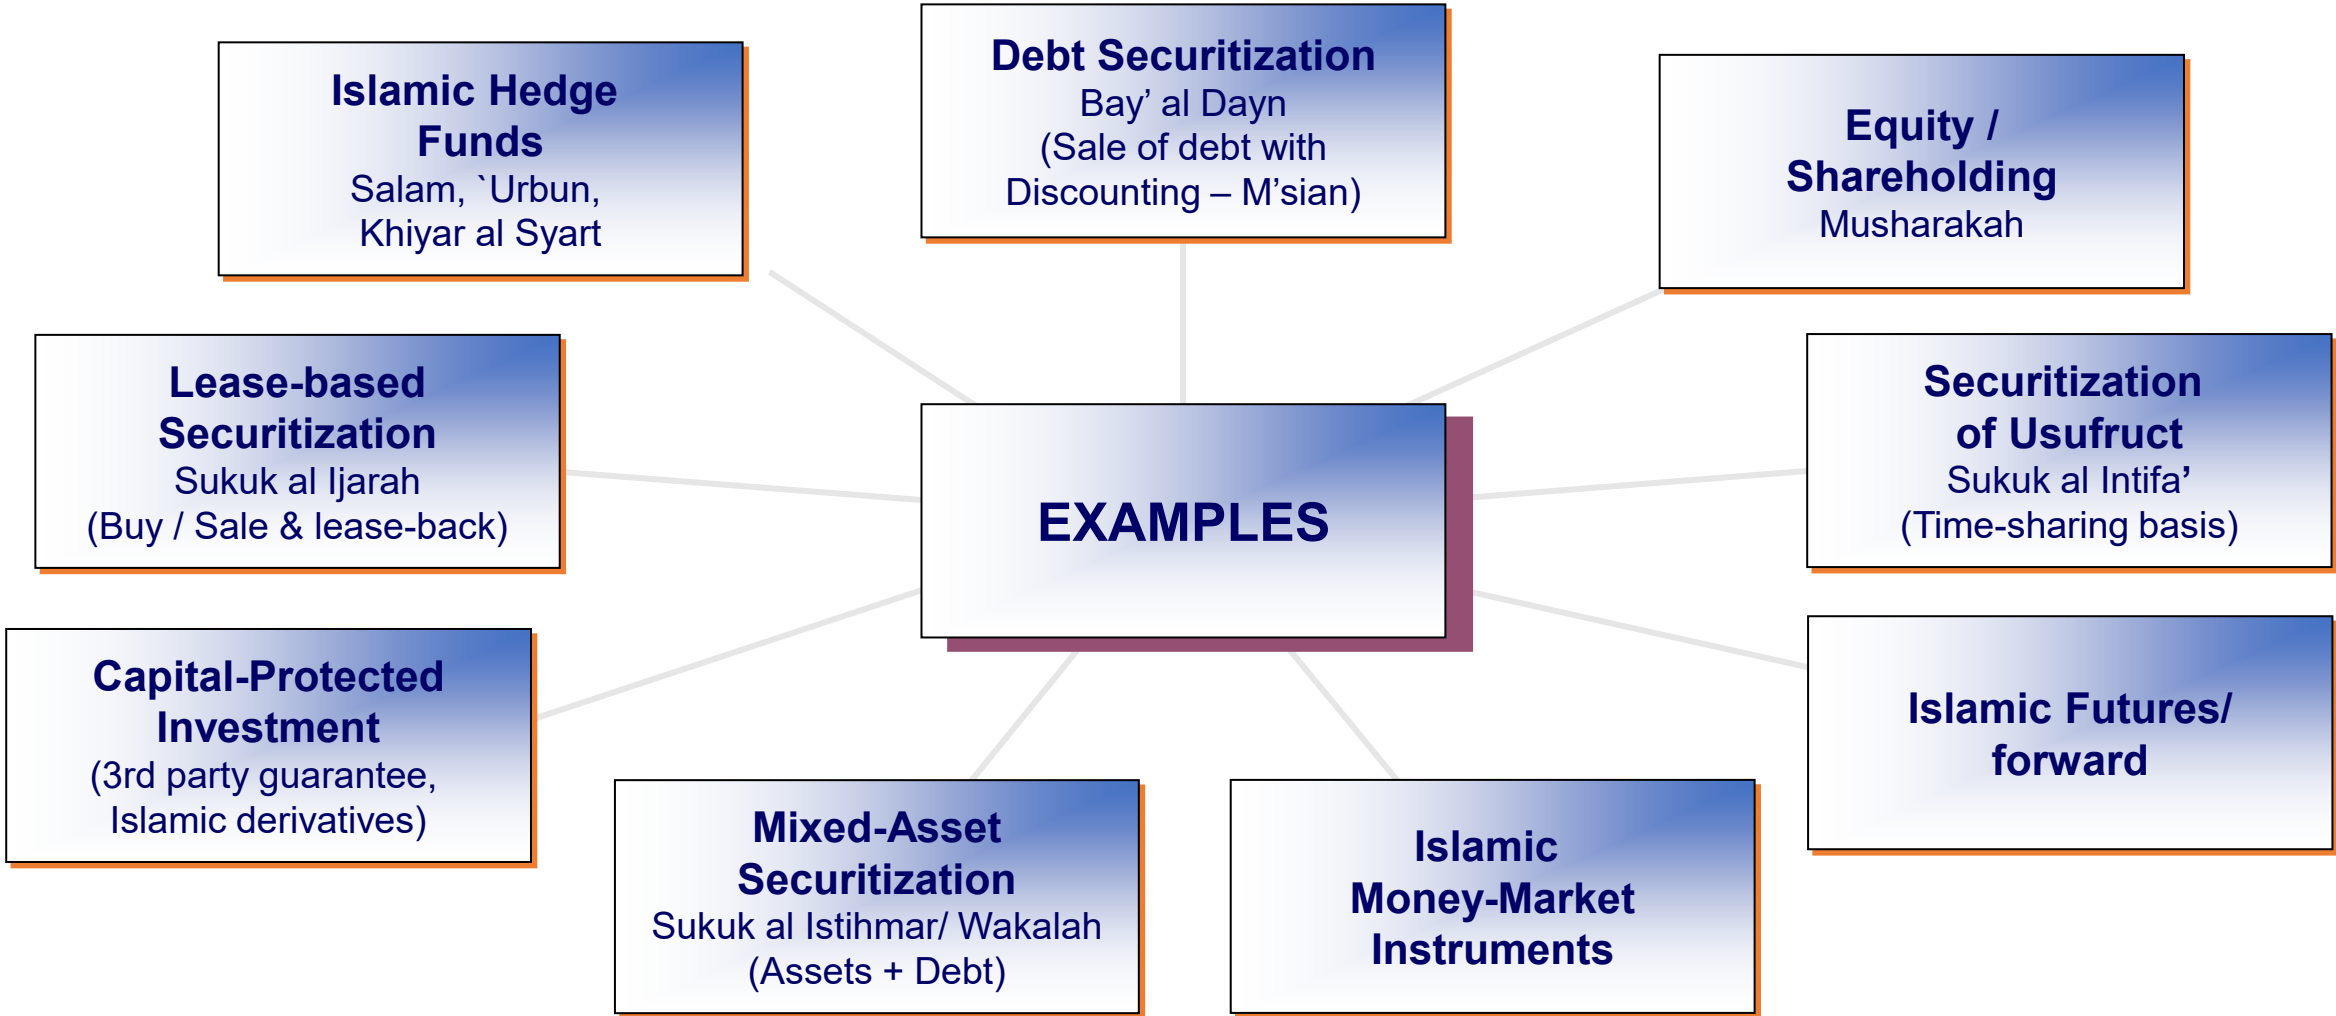 Islamic Hedge
Funds
Salam, `Urbun,
Khiyar al Syart
Debt Securitization
Bay’ al Dayn
(Sale of debt with
Discounting – M’sian)
Equity /
Shareholding
Musharakah
Lease-based
Securitization
Sukuk al Ijarah
(Buy / Sale & lease-back)
EXAMPLES
Securitization
of Usufruct
Sukuk al Intifa’
(Time-sharing basis)
Capital-Protected
Investment
(3rd party guarantee,
Islamic derivatives)
Mixed-Asset
Securitization
Sukuk al Istihmar/ Wakalah
(Assets + Debt)
Islamic
Money-Market
Instruments
Islamic Futures/
forward